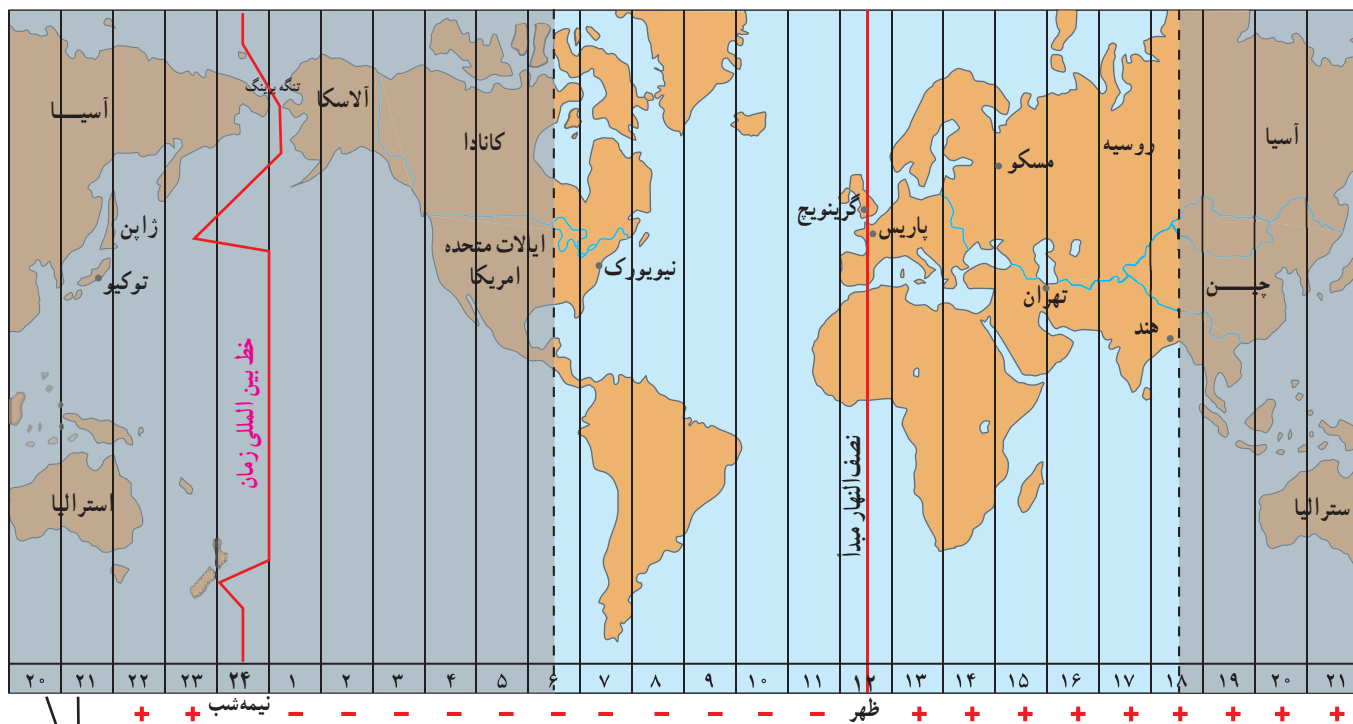 تنگه برینگ
آلاسکا
آسیا
کانادا
روسیه
آسیا
مسکو
گرینویچ
پاریس
ژاپن
ایالات متحده
امریکا
نیویورک
توکیو
تهران
چین
هند
خط بین المللی زمان
نصف‌النهار مبدأ
استرالیا
سترالیا
۲۰ ۲۱ ۲۲ ۲۳ ۲۴ ۱ ۲ ۳ ۴ ۵ ۶ ۷ ۸ ۹ ۱۰ ۱۱ ۱۲ ۱۳ ۱۴ ۱۵ ۱۶ ۱۷ ۱۸ ۱۹ ۲۰ ۲۱
+ + نیمه‌شب − − − − − − − − − − − ظهر + + + + + + + + +